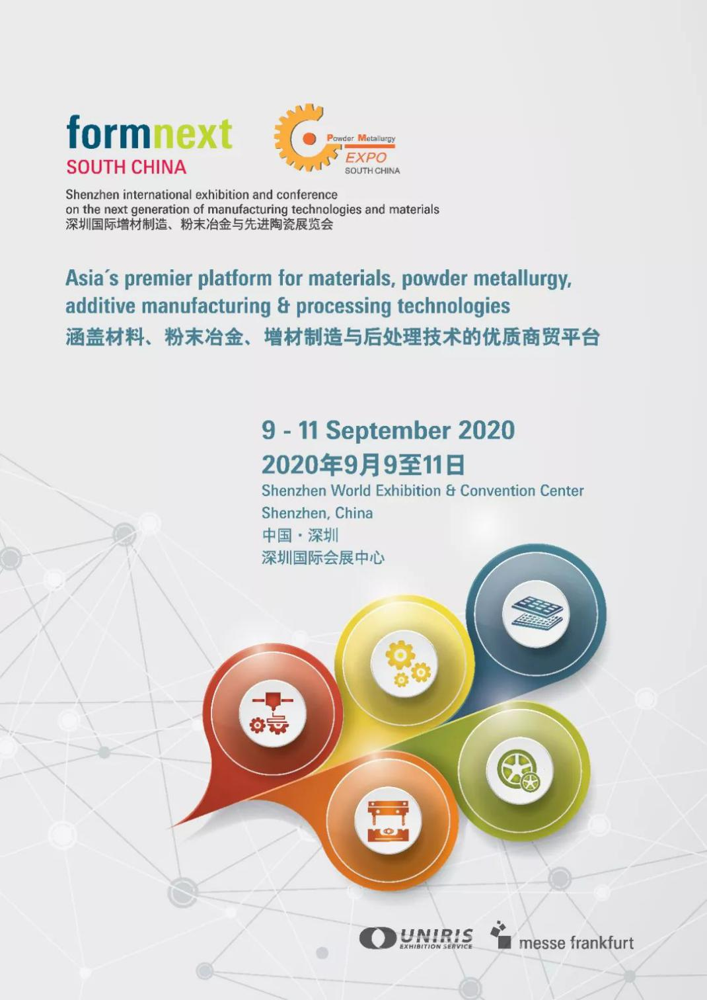 formnext
SOUTH CHINA
Powder Metallurgy
EXPO
SOUTH CHINA
Shenzhen international exhibition and conference
on the next generation of manufacturing technologies and materials
深圳国际增材制造、粉末冶金与先进陶瓷展览会
Asia´s premier platform for materials, powder metallurgy,
additive manufacturing & processing technologies
涵盖材料、粉末冶金、增材制造与后处理技术的优质商贸平台
9 - 11 September 2020
2020年9月9至11日
Shenzhen World Exhibition & Convention Center
Shenzhen, China
中国·深圳
深圳国际会展中心
UNIRIS
EXHIBITION SERVICE
messe frankfurt